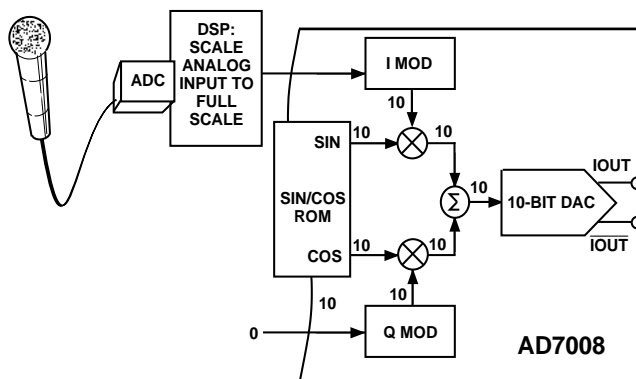 DSP:
SCALE
ANALOG
INPUT TO
FULL
SCALE
ADC
I MOD
10
SIN
10
10
SIN/COS
ROM
Σ
10
10-BIT DAC
IOUT
IOUT
COS
10
10
10
10
0
Q MOD
AD7008